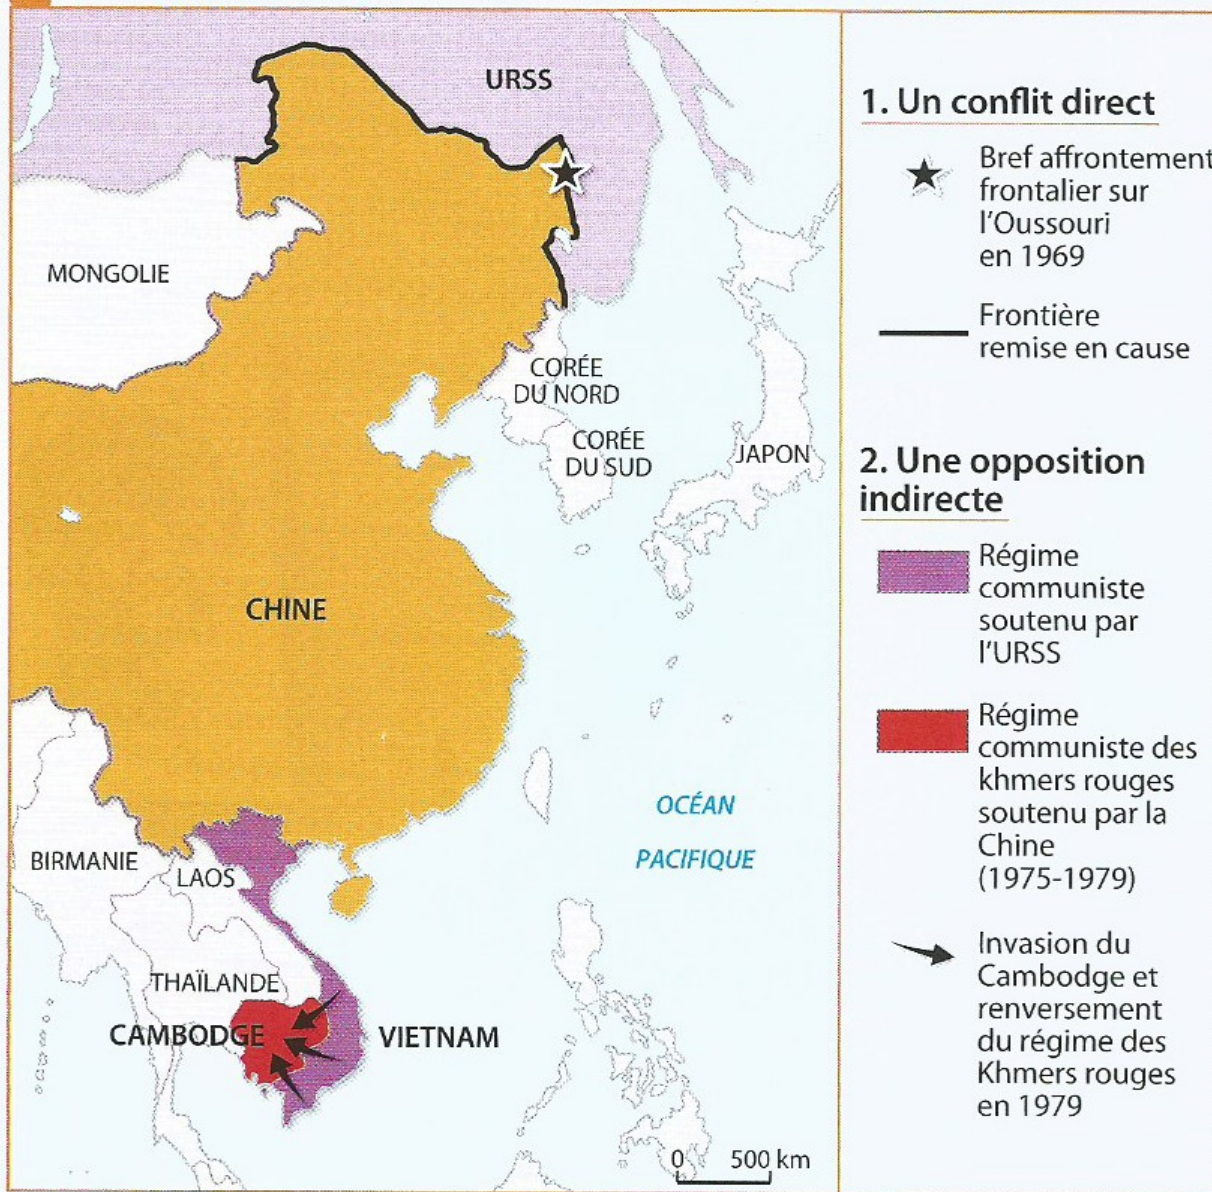 URSS
MONGOLIE
CORÉE
DU NORD
CORÉE
DU SUD
JAPON
CHINE
OCÉAN
PACIFIQUE
BIRMANIE
LAOS
THAÏLANDE
CAMBODGE
VIETNAM
0 500 km
1. Un conflit direct
Bref affrontement
frontalier sur
l'Oussouri
en 1969
Frontière
remise en cause
2. Une opposition
indirecte
Régime
communiste
soutenu par
l'URSS
Régime
communiste des
khmers rouges
soutenu par la
Chine
(1975-1979)
Invasion du
Cambodge et
renversement
du régime des
Khmers rouges
en 1979